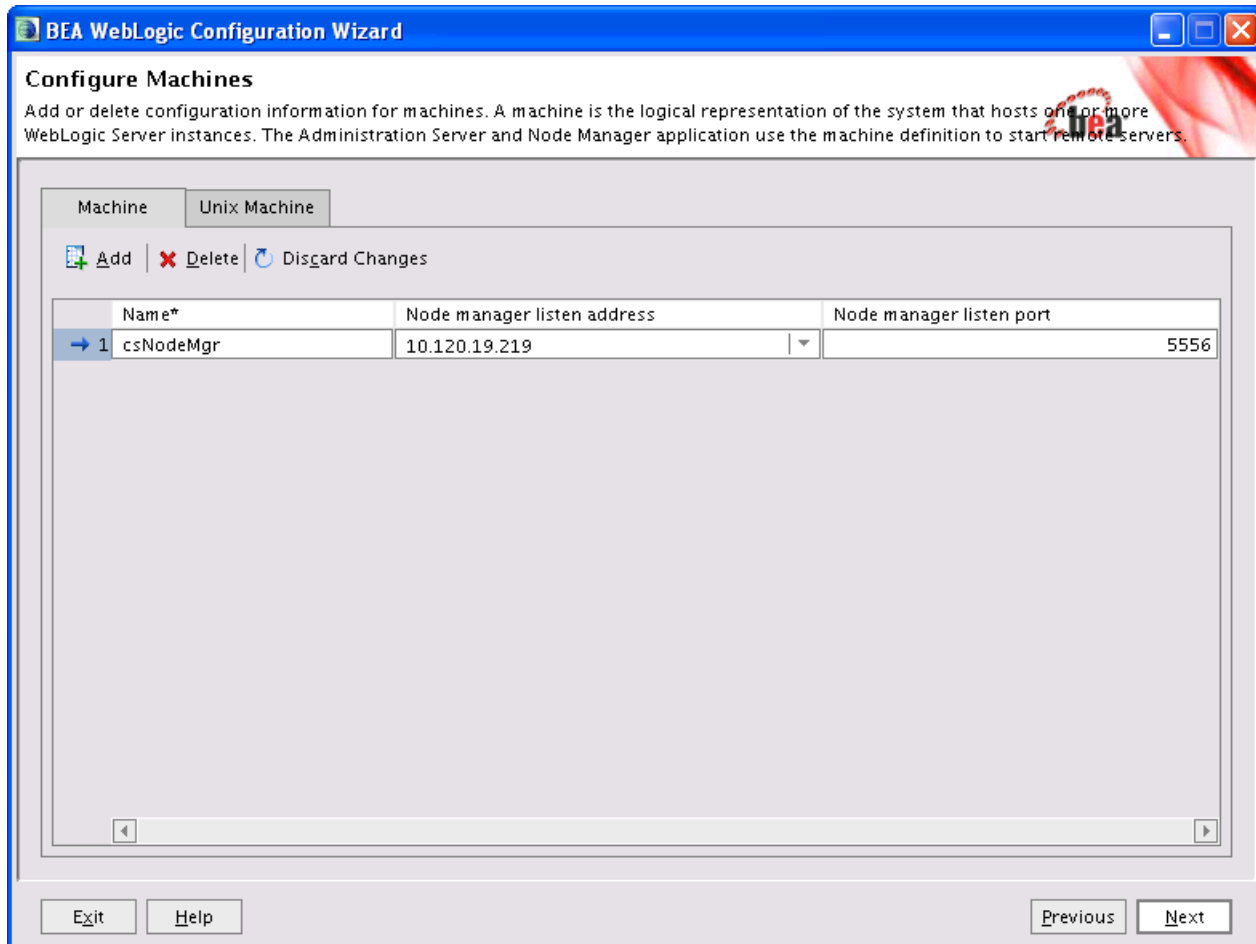 BEA WebLogic Configuration Wizard
Configure Machines
Add or delete configuration information for machines. A machine is the logical representation of the system that hosts one or more
WebLogic Server instances. The Administration Server and Node Manager application use the machine definition to start remote servers.
bea
Machine Unix Machine
Add Delete Discard Changes
Name* Node manager listen address Node manager listen port
1 csNodeMgr 10.120.19.219 5556
Exit Help Previous Next